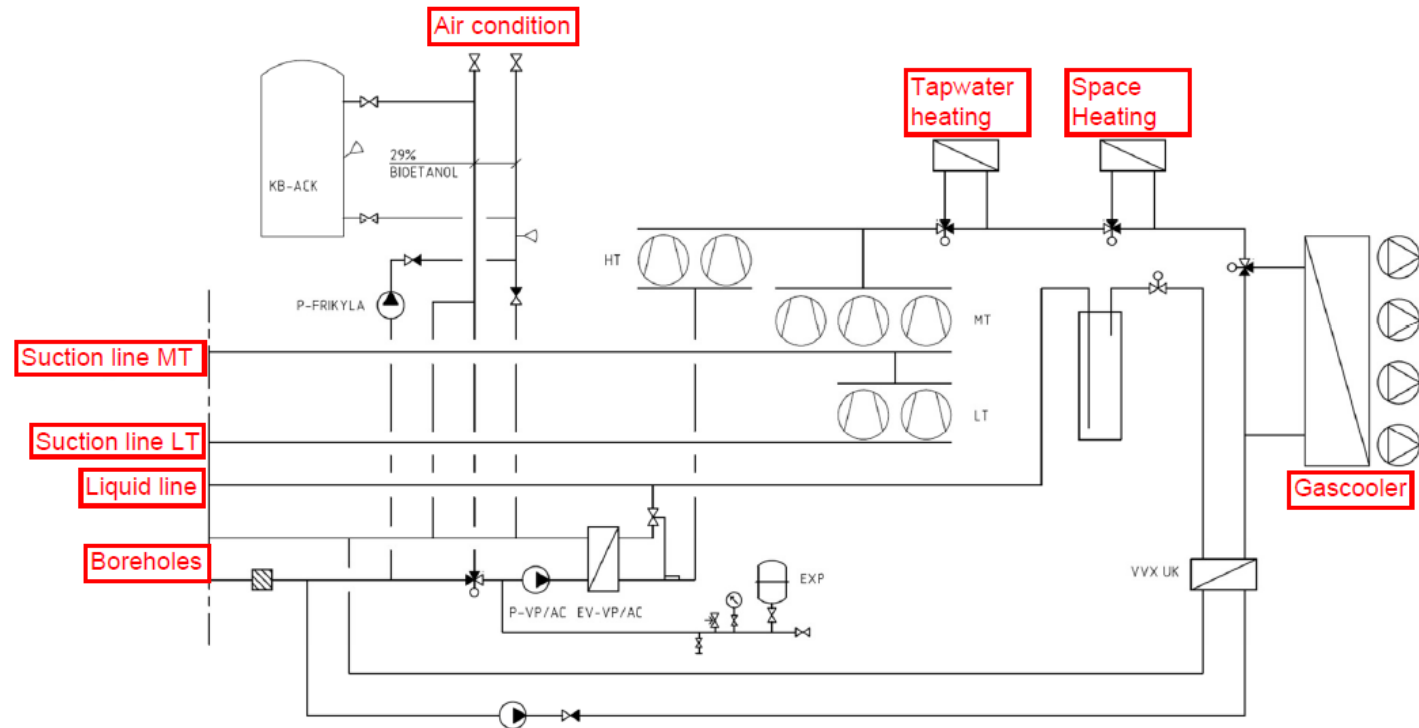 Air condition
Tapwater
heating
Space
Heating
29%
BIOETANOL
KB-ACK
HT
P-FRIKYLA
MT
Suction line MT
LT
Suction line LT
Liquid line
Gascooler
Boreholes
EXP
VVX UK
P-VP/AC EV-VP/AC